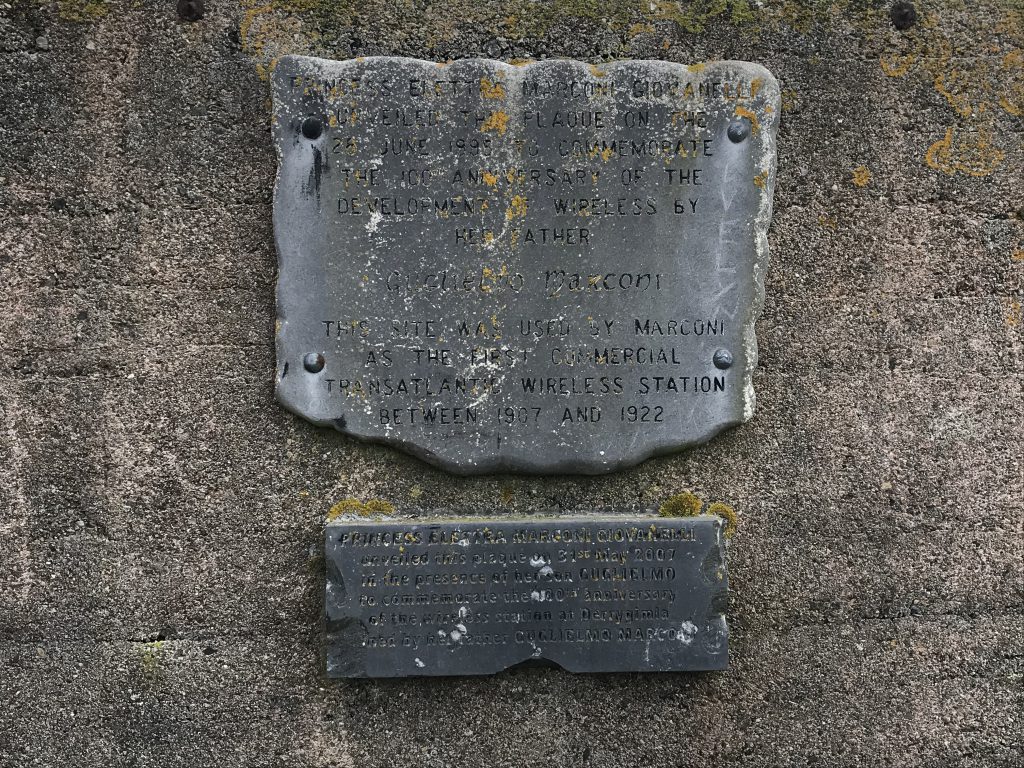 PRINCESS ELETTRA MARCONI GIOVANELLI
UNVEILED THIS PLAQUE ON THE
JUNE 1995 TO COMMEMORATE
THE 100 ANNIVERSARY OF THE
DEVELOPMENT OF WIRELESS BY
HER FATHER
Guglielmo Marconi
THIS SITE WAS USED BY MARCONI
AS THE FIRST COMMERCIAL
TRANSATLANTIC WIRELESS STATION
BETWEEN 1907 AND 1922
PRINCESS ELETTRA MARCONI GIOVANELLI
unveiled this plaque on 31st May 2007
in the presence of her son GUGLIELMO
to commemorate the 100th anniversary
of the wireless station at Derrygimla
by her father GUGLIELMO MARCONI